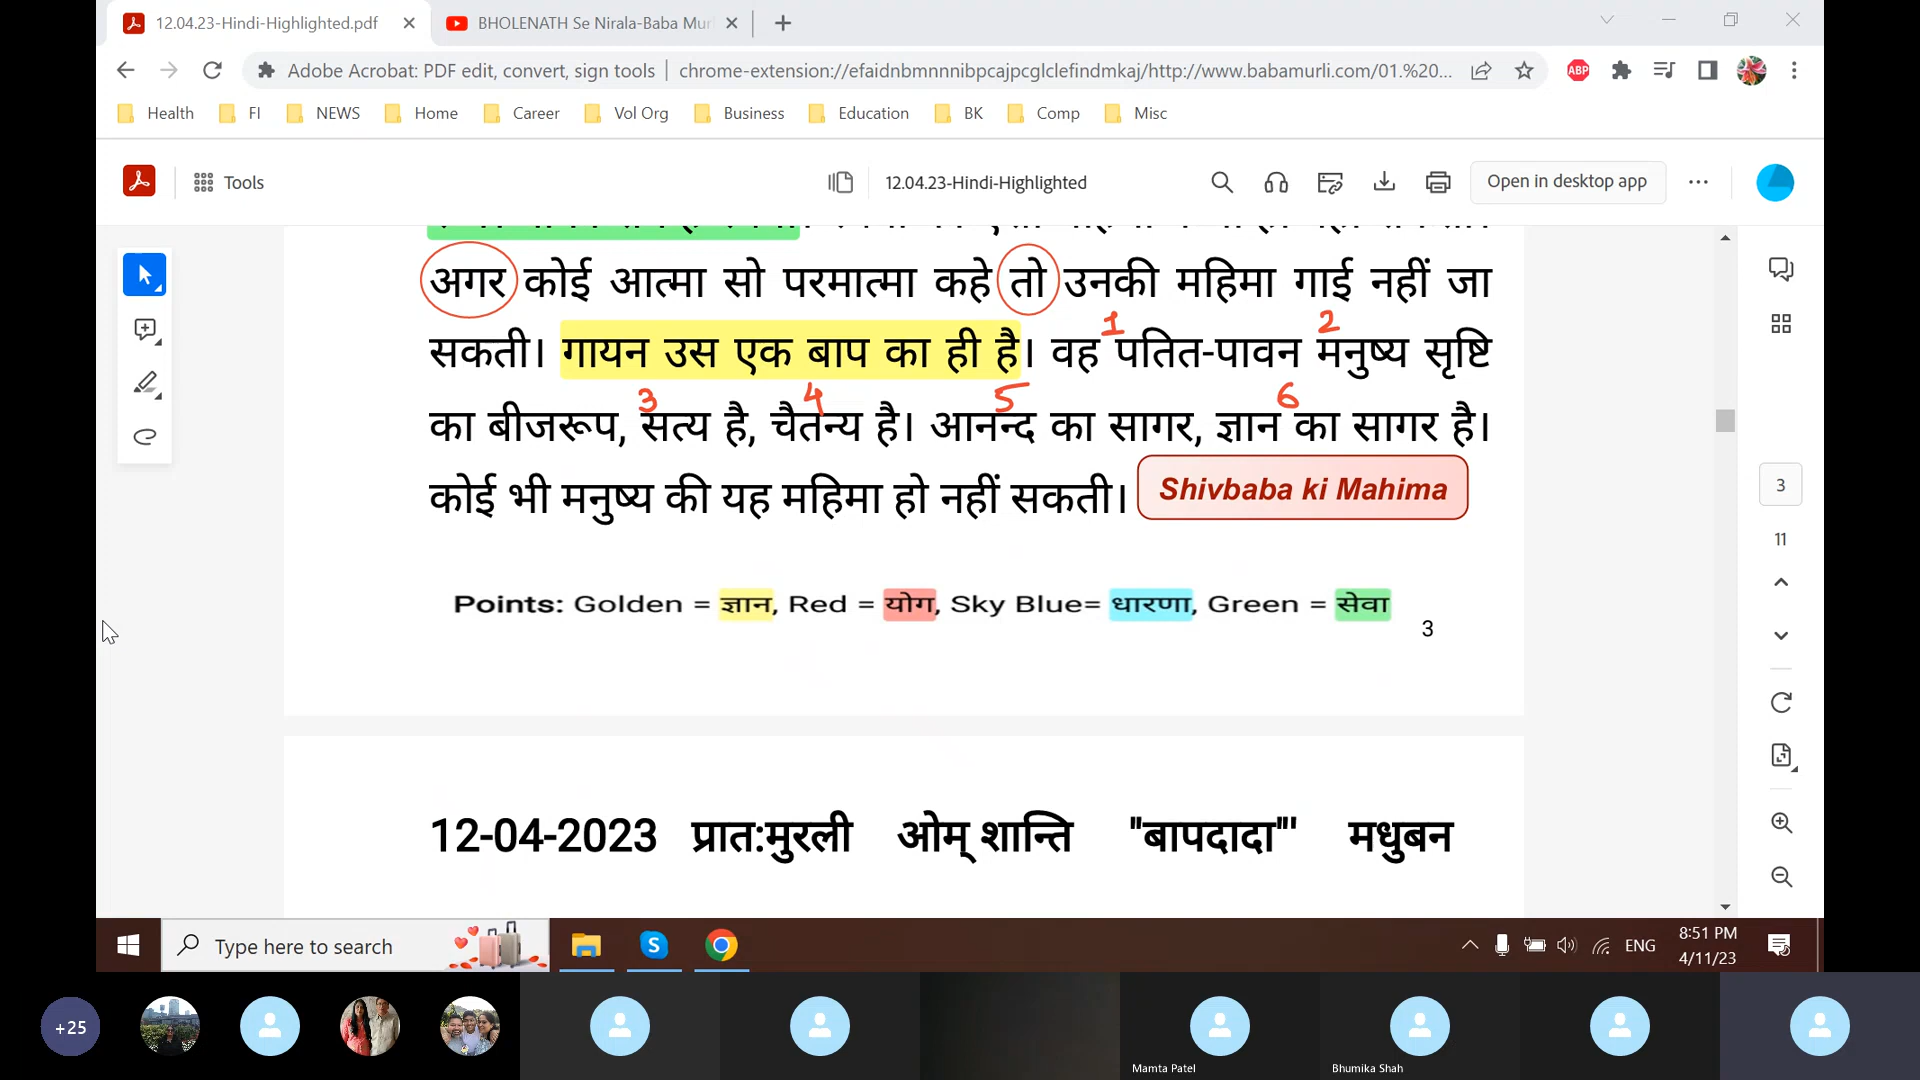 12.04.23-Hindi-Highlighted.pdf
BHOLENATH Se Nirala-Baba Mur
Adobe Acrobat: PDF edit, convert, sign tools
chrome-extension://efaidnbmnnnibpcajpcglclefindmkaj/http://www.babamurli.com/01.%20...
ABP
Health FI NEWS Home Career Vol Org Business Education BK Comp Misc
Tools
12.04.23-Hindi-Highlighted
Open in desktop app
अगर कोई आत्मा सो परमात्मा कहे तो उनकी महिमा गाई नहीं जा
1 2
सकती। गायन उस एक बाप का ही है। वह पतित-पावन मनुष्य सृष्टि
3 4 5 6
का बीजरूप, सत्य है, चैतन्य है। आनन्द का सागर, ज्ञान का सागर है।
कोई भी मनुष्य की यह महिमा हो नहीं सकती।
Shivbaba ki Mahima
Points: Golden = ज्ञान, Red = योग, Sky Blue= धारणा, Green = सेवा
3
3
11
12-04-2023 प्रात:मुरली ओम् शान्ति "बापदादा"' मधुबन
Type here to search
S
ENG
8:51 PM
4/11/23
+25
Mamta Patel
Bhumika Shah